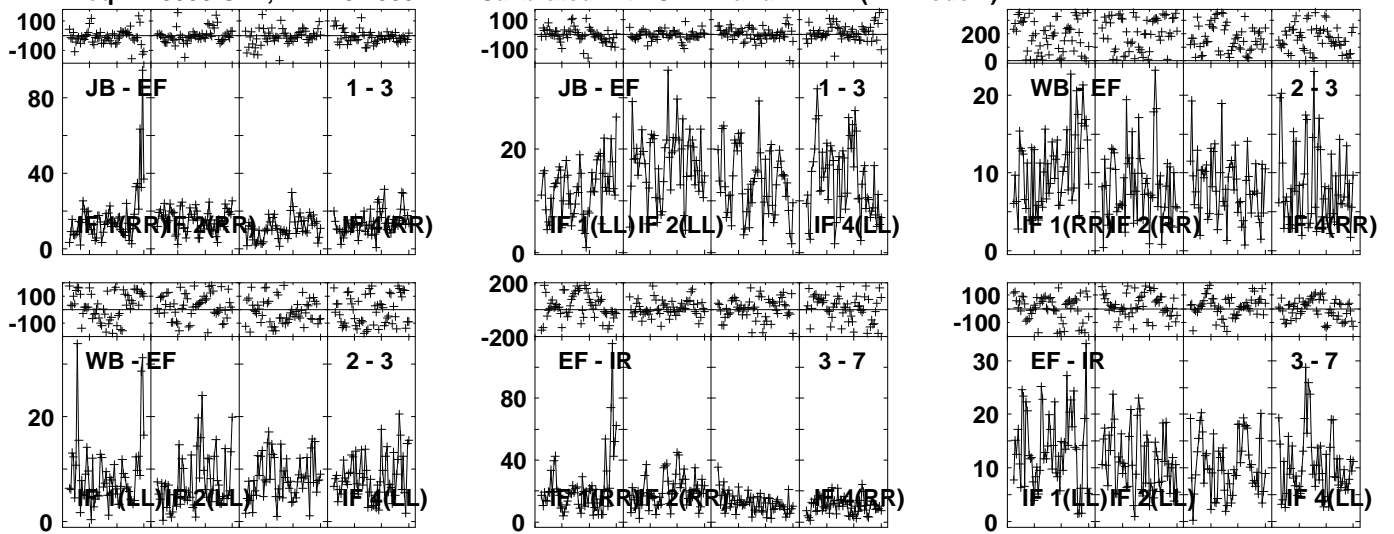 100
-100
JB - EF 1 - 3
80
40
0
IF 1(RR) IF 2(RR) IF 4(RR)
100
-100
JB - EF 1 - 3
20
0
IF 1(LL) IF 2(LL) IF 4(LL)
200
0
WB - EF 2 - 3
20
10
0
IF 1(RR) IF 2(RR) IF 4(RR)
100
-100
WB - EF 2 - 3
20
0
IF 1(LL) IF 2(LL) IF 4(LL)
200
0
-200
EF - IR 3 - 7
80
40
0
IF 1(RR) IF 2(RR) IF 4(RR)
100
-100
EF - IR 3 - 7
30
20
10
0
IF 1(LL) IF 2(LL) IF 4(LL)